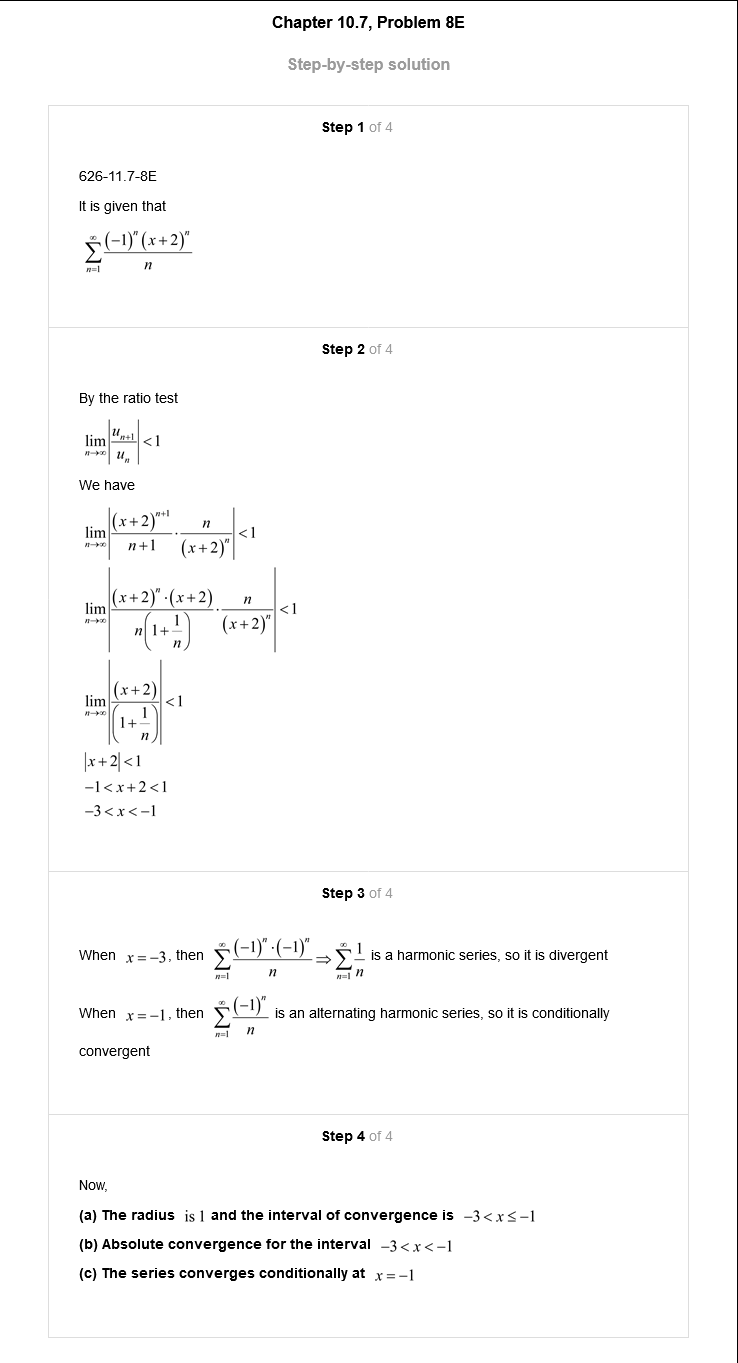 Chapter 10.7, Problem 8E
Step-by-step solution
Step 1 of 4
626-11.7-8E
It is given that
$\sum_{n=1}^{\infty} \frac{(-1)^n (x+2)^n}{n}$
Step 2 of 4
By the ratio test
$\lim_{n \to \infty} \left| \frac{u_{n+1}}{u_n} \right| < 1$
We have
$\lim_{n \to \infty} \left| \frac{(x+2)^{n+1}}{n+1} \cdot \frac{n}{(x+2)^n} \right| < 1$
$\lim_{n \to \infty} \left| \frac{(x+2)^n \cdot (x+2)}{n\left(1+\frac{1}{n}\right)} \cdot \frac{n}{(x+2)^n} \right| < 1$
$\lim_{n \to \infty} \left| \frac{(x+2)}{\left(1+\frac{1}{n}\right)} \right| < 1$
$|x+2| < 1$
$-1 < x+2 < 1$
$-3 < x < -1$
Step 3 of 4
When $x = -3$, then $\sum_{n=1}^{\infty} \frac{(-1)^n \cdot (-1)^n}{n} \Rightarrow \sum_{n=1}^{\infty} \frac{1}{n}$ is a harmonic series, so it is divergent
When $x = -1$, then $\sum_{n=1}^{\infty} \frac{(-1)^n}{n}$ is an alternating harmonic series, so it is conditionally
convergent
Step 4 of 4
Now,
(a) The radius is 1 and the interval of convergence is $-3 < x \le -1$
(b) Absolute convergence for the interval $-3 < x < -1$
(c) The series converges conditionally at $x = -1$